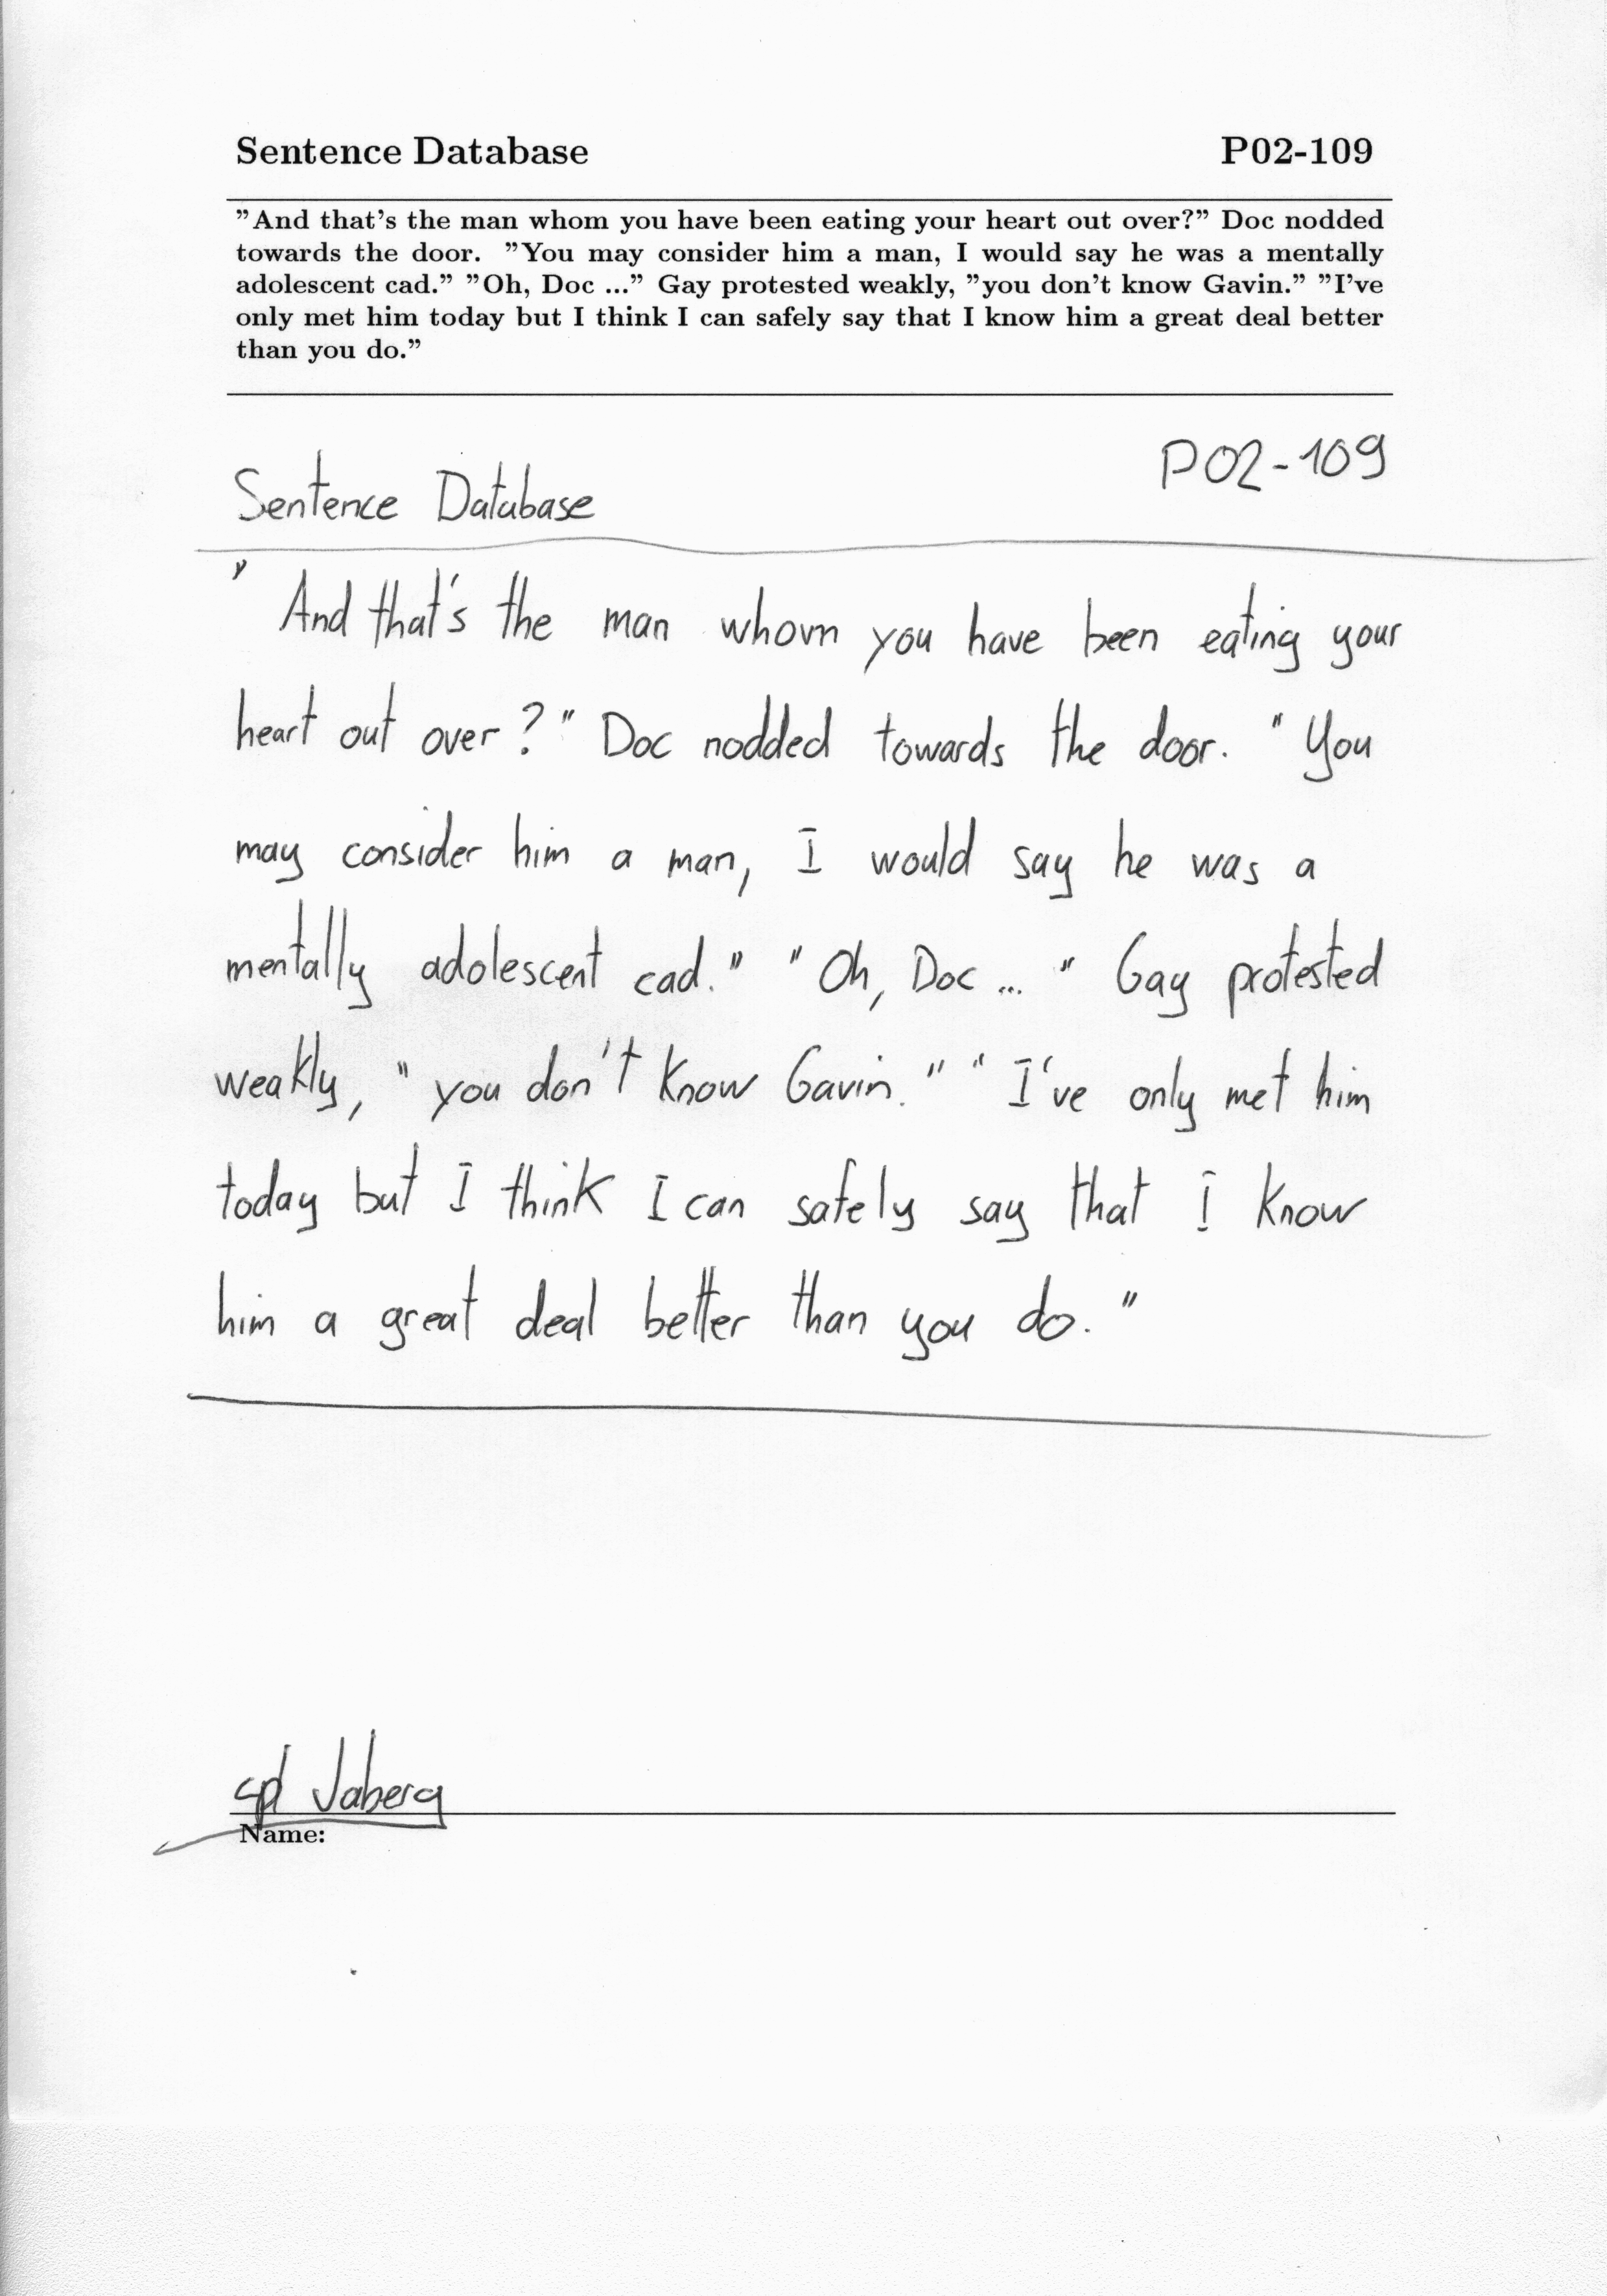 Sentence Database P02-109
"And that's the man whom you have been eating your heart out over?" Doc nodded
towards the door. "You may consider him a man, I would say he was a mentally
adolescent cad." "Oh, Doc ..." Gay protested weakly, "you don't know Gavin." "I've
only met him today but I think I can safely say that I know him a great deal better
than you do."
Sentence Database P02-109
" And that's the man whom you have been eating your
heart out over?" Doc nodded towards the door. "You
may consider him a man, I would say he was a
mentally adolescent cad." "Oh, Doc ... " Gay protested
weakly, "you don't know Gavin." "I've only met him
today but I think I can safely say that I know
him a great deal better than you do."
cpl Jaberg
Name: